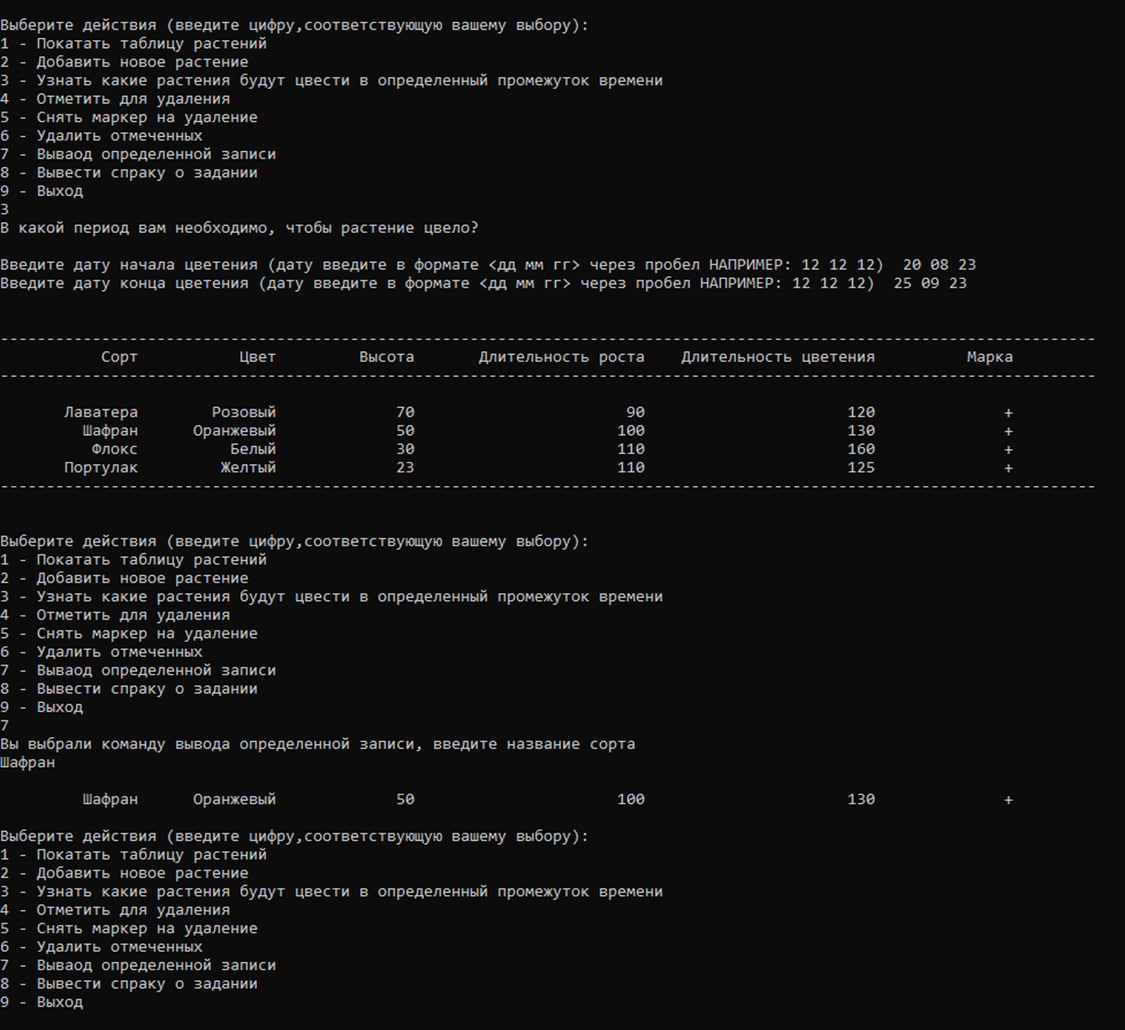 Выберите действия (введите цифру,соответствующую вашему выбору):
1 - Покатать таблицу растений
2 - Добавить новое растение
3 - Узнать какие растения будут цвести в определенный промежуток времени
4 - Отметить для удаления
5 - Снять маркер на удаление
6 - Удалить отмеченных
7 - Вываод определенной записи
8 - Вывести спраку о задании
9 - Выход
3
В какой период вам необходимо, чтобы растение цвело?
Введите дату начала цветения (дату введите в формате <дд мм гг> через пробел НАПРИМЕР: 12 12 12)  20 08 23
Введите дату конца цветения (дату введите в формате <дд мм гг> через пробел НАПРИМЕР: 12 12 12)  25 09 23
-----------------------------------------------------------------------------------------------------------------------
Сорт Цвет Высота Длительность роста Длительность цветения Марка
-----------------------------------------------------------------------------------------------------------------------
Лаватера Розовый 70 90 120 +
Шафран Оранжевый 50 100 130 +
Флокс Белый 30 110 160 +
Портулак Желтый 23 110 125 +
-----------------------------------------------------------------------------------------------------------------------
Выберите действия (введите цифру,соответствующую вашему выбору):
1 - Покатать таблицу растений
2 - Добавить новое растение
3 - Узнать какие растения будут цвести в определенный промежуток времени
4 - Отметить для удаления
5 - Снять маркер на удаление
6 - Удалить отмеченных
7 - Вываод определенной записи
8 - Вывести спраку о задании
9 - Выход
7
Вы выбрали команду вывода определенной записи, введите название сорта
Шафран
Шафран Оранжевый 50 100 130 +
Выберите действия (введите цифру,соответствующую вашему выбору):
1 - Покатать таблицу растений
2 - Добавить новое растение
3 - Узнать какие растения будут цвести в определенный промежуток времени
4 - Отметить для удаления
5 - Снять маркер на удаление
6 - Удалить отмеченных
7 - Вываод определенной записи
8 - Вывести спраку о задании
9 - Выход